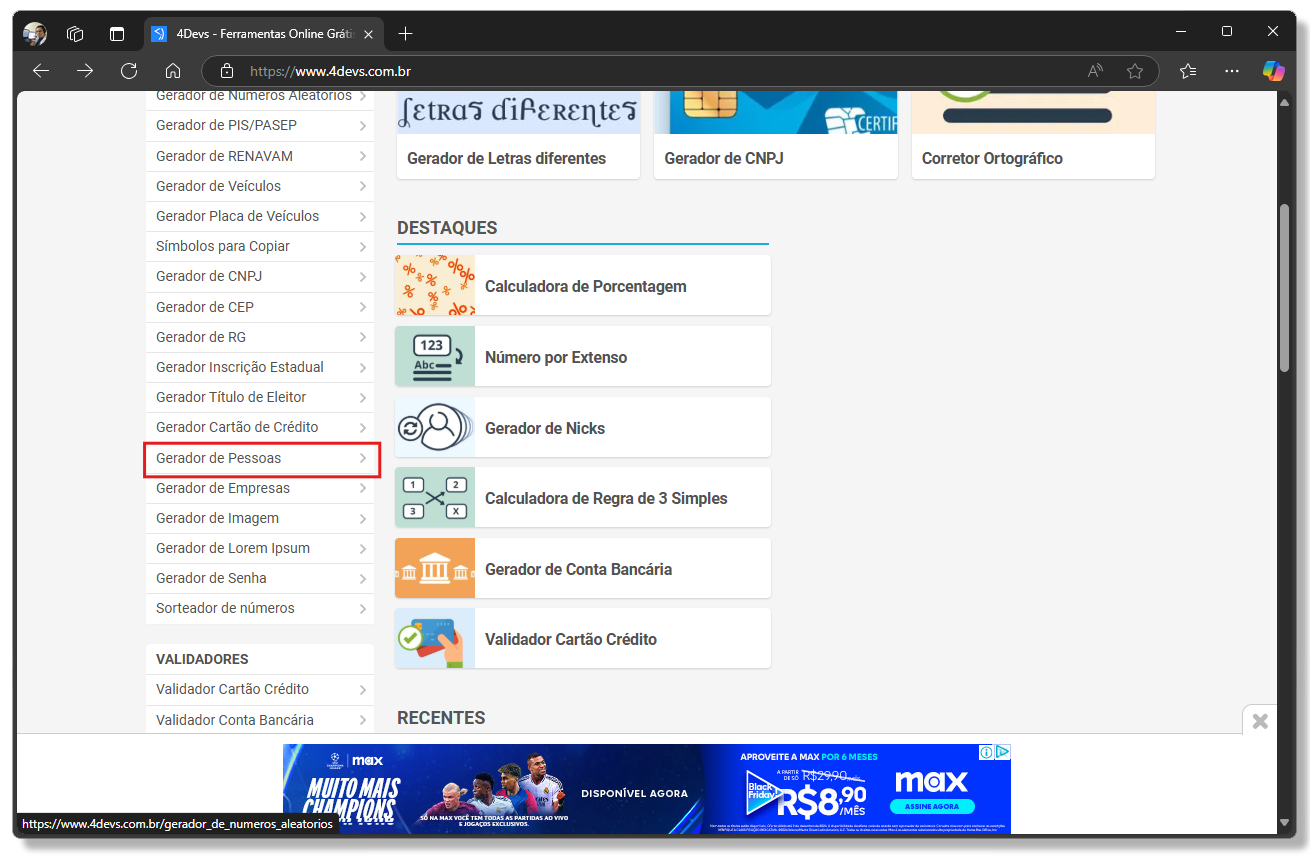 4Devs - Ferramentas Online Gráti
https://www.4devs.com.br
Gerador de Números Aleatórios
Gerador de PIS/PASEP
Gerador de RENAVAM
Gerador de Veículos
Gerador Placa de Veículos
Símbolos para Copiar
Gerador de CNPJ
Gerador de CEP
Gerador de RG
Gerador Inscrição Estadual
Gerador Título de Eleitor
Gerador Cartão de Crédito
Gerador de Pessoas
Gerador de Empresas
Gerador de Imagem
Gerador de Lorem Ipsum
Gerador de Senha
Sorteador de números
VALIDADORES
Validador Cartão Crédito
Validador Conta Bancária
Letras diferentes
Gerador de Letras diferentes
CERTIF
Gerador de CNPJ
Corretor Ortográfico
DESTAQUES
Calculadora de Porcentagem
123
Abc
Número por Extenso
Gerador de Nicks
1 2
3 X
Calculadora de Regra de 3 Simples
Gerador de Conta Bancária
Validador Cartão Crédito
RECENTES
max
MUITO MAIS
CHAMPIONS
SÓ NA MAX VOCÊ TEM TODAS AS PARTIDAS AO VIVO
E JOGAÇOS EXCLUSIVOS.
DISPONÍVEL AGORA
APROVEITE A MAX POR 6 MESES
A PARTIR
DE SÓ R$29,90/MÊS
Black
Friday!
R$8,90
/MÊS
max
ASSINE AGORA
https://www.4devs.com.br/gerador_de_numeros_aleatorios